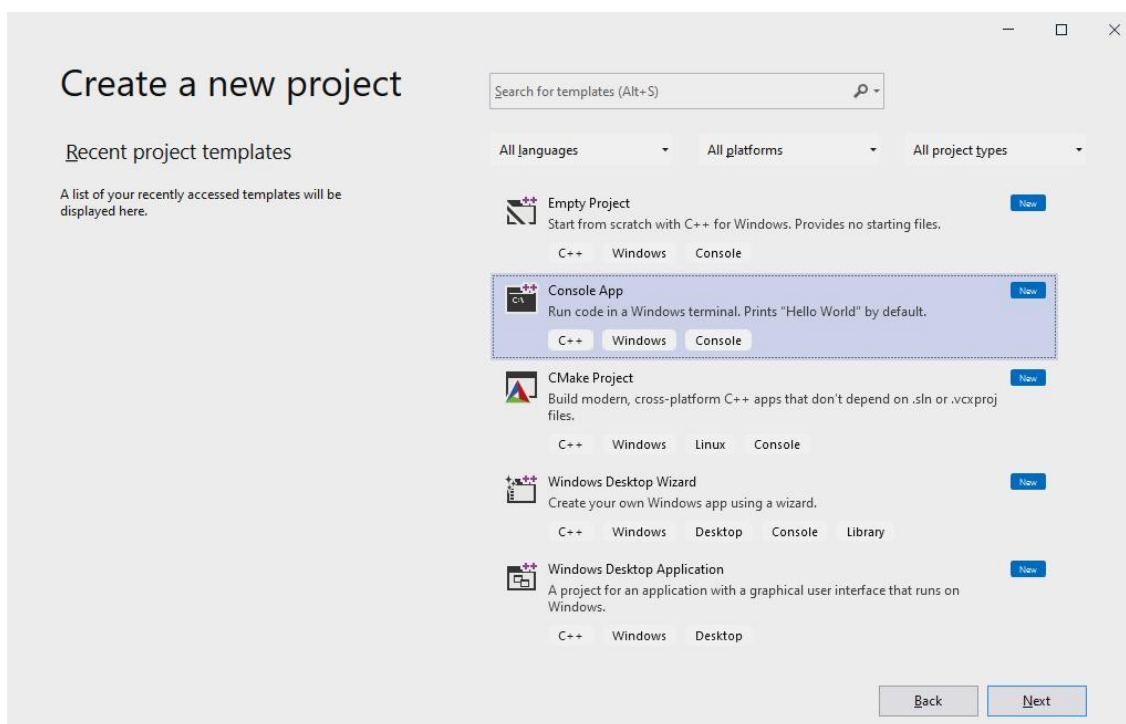 Create a new project
Search for templates (Alt+S)
Recent project templates
All languages
All platforms
All project types
A list of your recently accessed templates will be
displayed here.
Empty Project
New
Start from scratch with C++ for Windows. Provides no starting files.
C++ Windows Console
Console App
New
Run code in a Windows terminal. Prints "Hello World" by default.
C++ Windows Console
CMake Project
New
Build modern, cross-platform C++ apps that don't depend on .sln or .vcxproj
files.
C++ Windows Linux Console
Windows Desktop Wizard
New
Create your own Windows app using a wizard.
C++ Windows Desktop Console Library
Windows Desktop Application
New
A project for an application with a graphical user interface that runs on
Windows.
C++ Windows Desktop
Back
Next